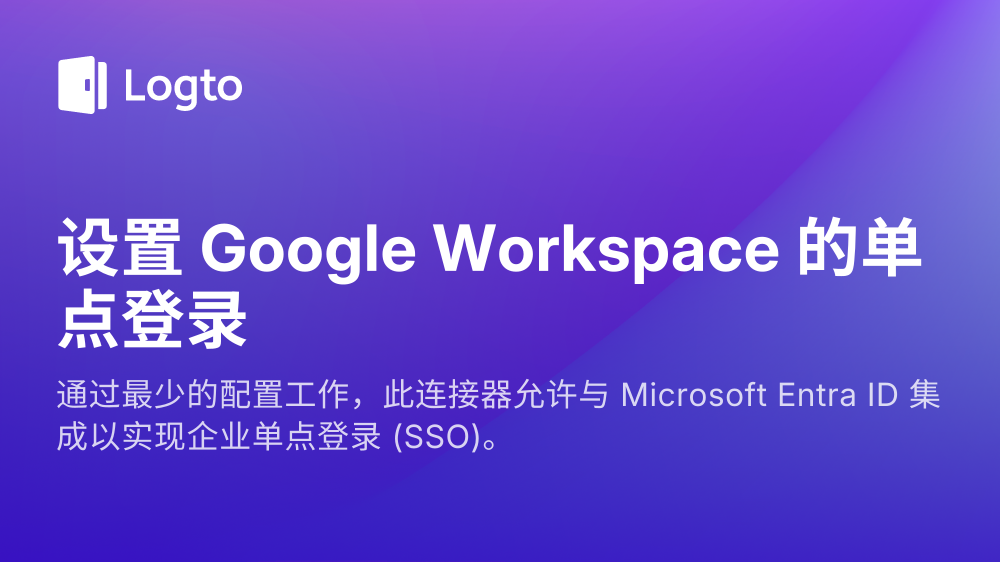 Logto
设置 Google Workspace 的单
点登录
通过最少的配置工作，此连接器允许与 Microsoft Entra ID 集
成以实现企业单点登录 (SSO)。